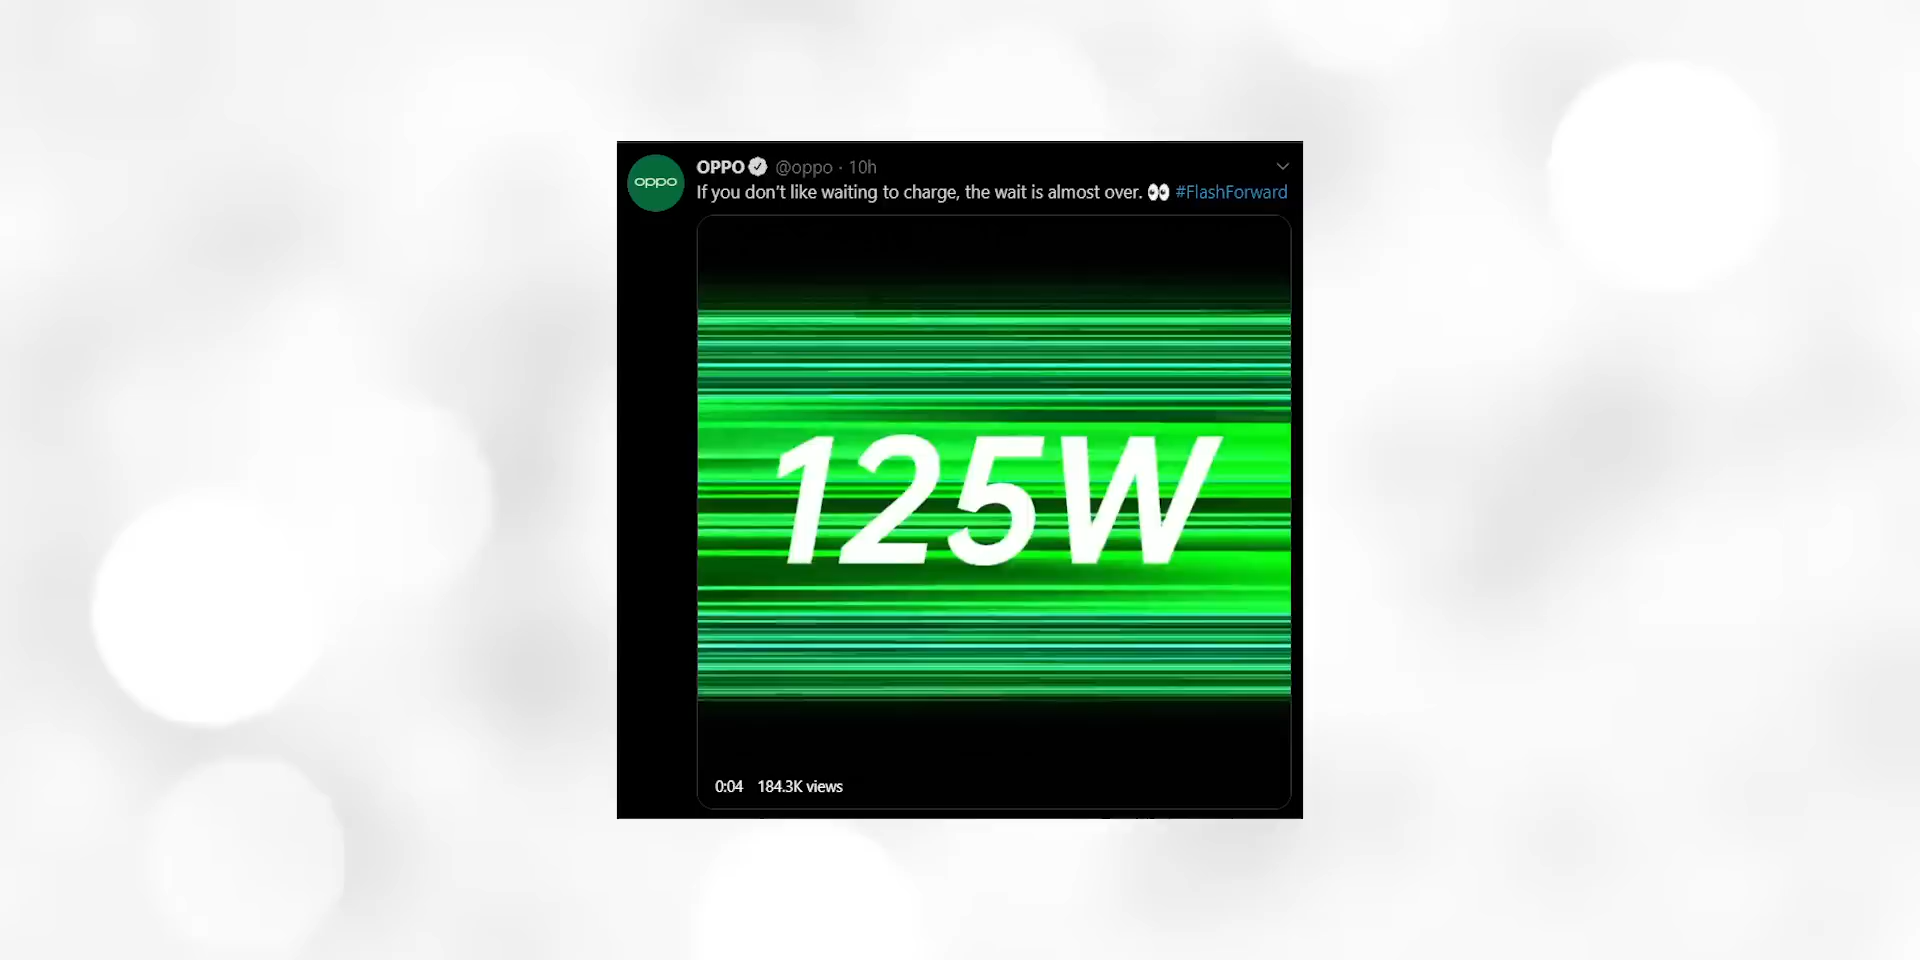 oppo
OPPO @oppo · 10h
If you don't like waiting to charge, the wait is almost over. 👀 #FlashForward
125W
0:04 184.3K views